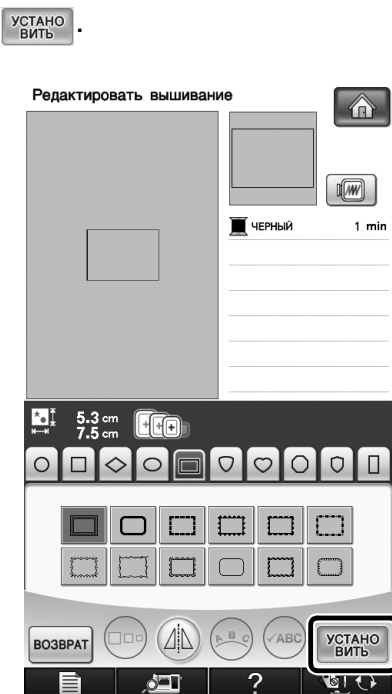 УСТАНО
ВИТЬ .
Редактировать вышивание
ЧЕРНЫЙ 1 min
5.3 cm
7.5 cm
ВОЗВРАТ
A B C
✓ABC
УСТАНО
ВИТЬ
?